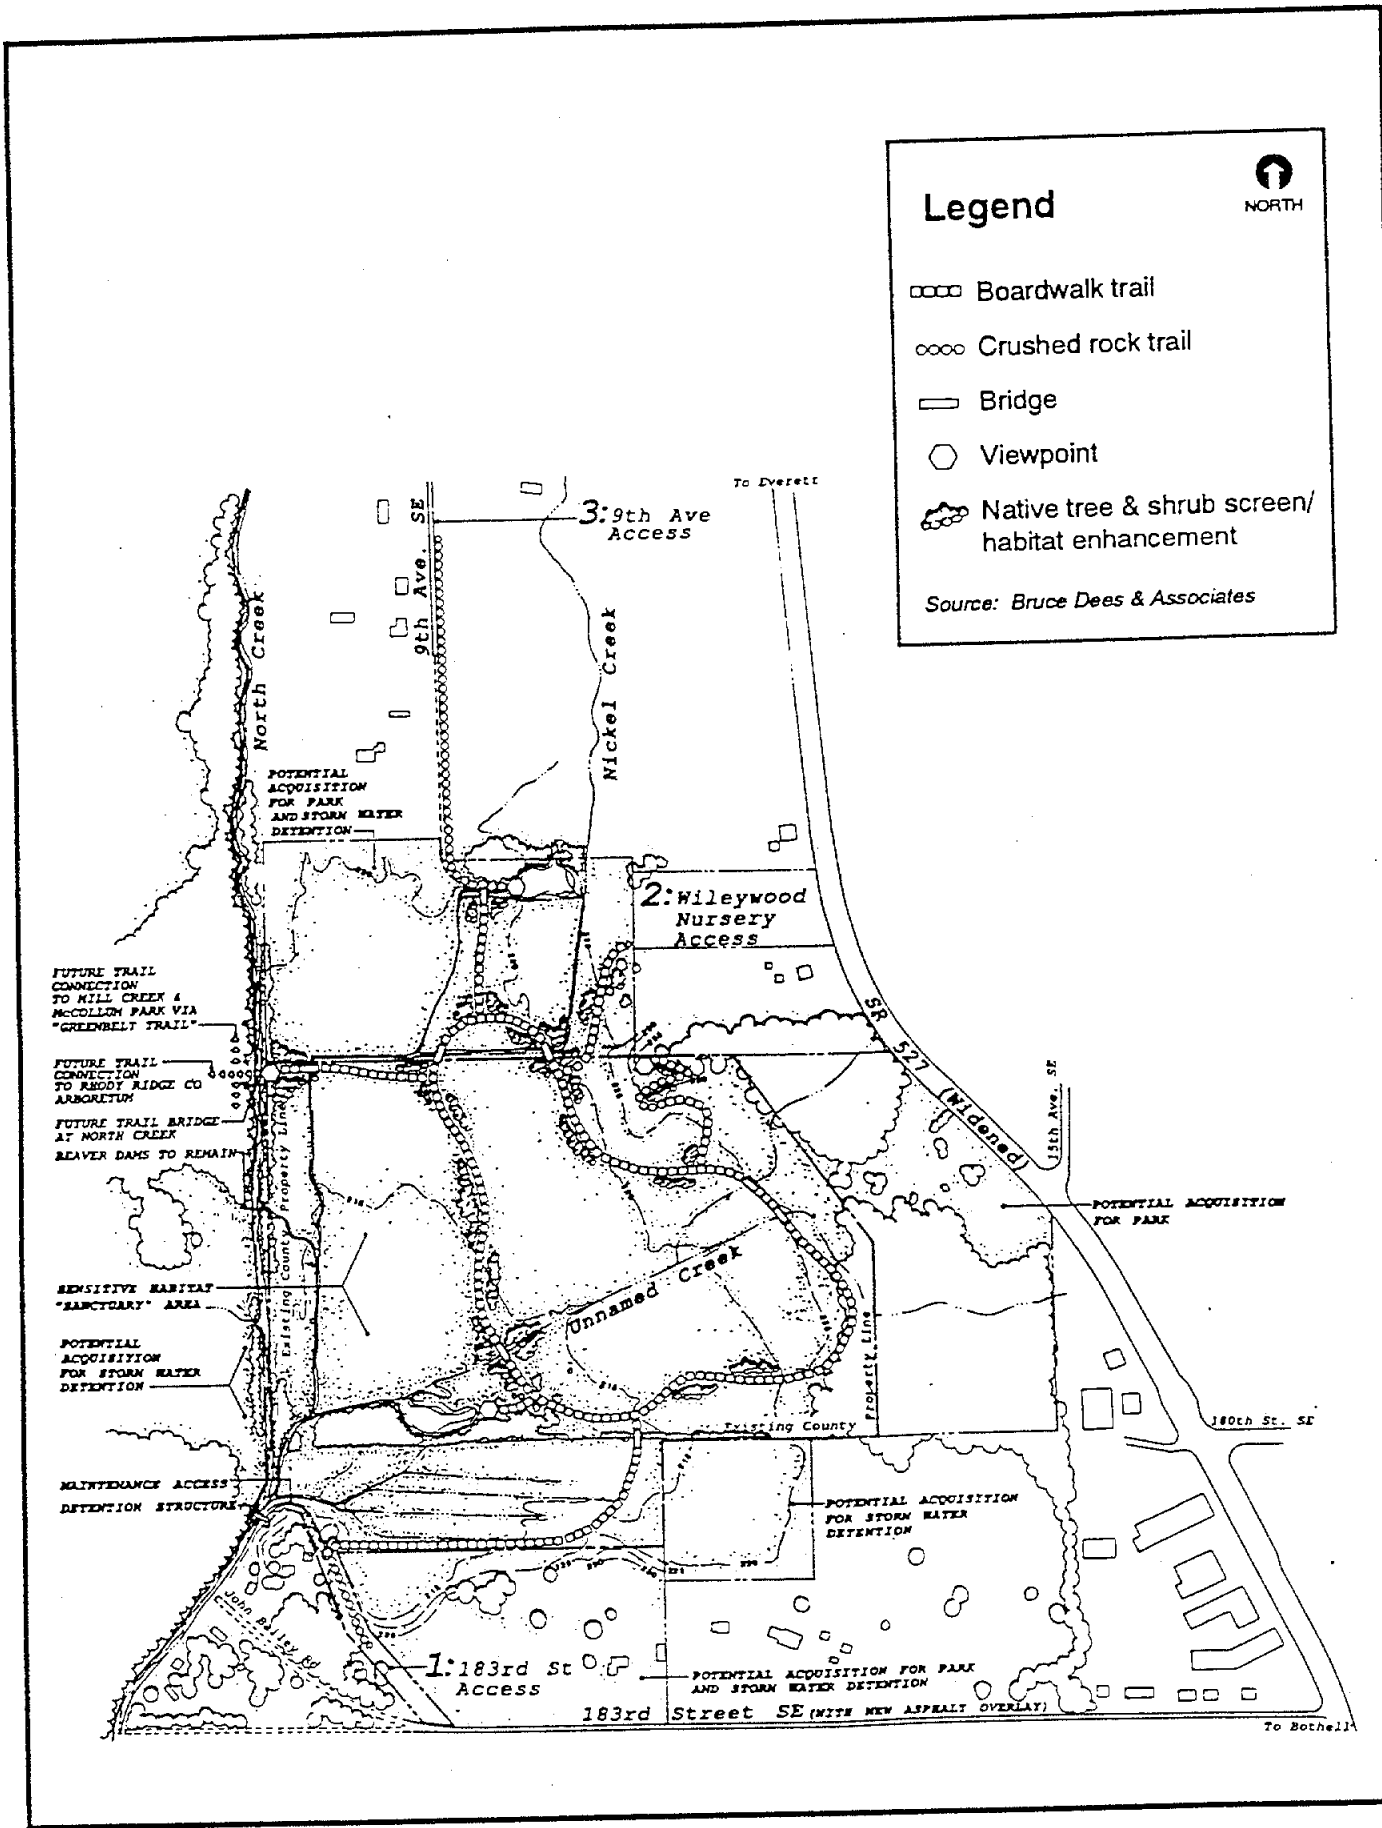 Legend
NORTH
Boardwalk trail
Crushed rock trail
Bridge
Viewpoint
Native tree & shrub screen/
habitat enhancement
Source: Bruce Dees & Associates
To Everett
3:9th Ave
Access
9th Ave. SE
North Creek
Nickel Creek
POTENTIAL
ACQUISITION
FOR PARK
AND STORM WATER
DETENTION
2:Wileywood
Nursery
Access
FUTURE TRAIL
CONNECTION
TO MILL CREEK &
McCOLLUM PARK VIA
"GREENBELT TRAIL"
FUTURE TRAIL
CONNECTION
TO RHODY RIDGE CO
ARBORETUM
FUTURE TRAIL BRIDGE
AT NORTH CREEK
BEAVER DAMS TO REMAIN
Existing County Property Line
SR 527 (Widened)
15th Ave. SE
POTENTIAL ACQUISITION
FOR PARK
SENSITIVE HABITAT
"SANCTUARY" AREA
Unnamed Creek
POTENTIAL
ACQUISITION
FOR STORM WATER
DETENTION
Property Line
Existing County
180th St. SE
MAINTENANCE ACCESS
DETENTION STRUCTURE
POTENTIAL ACQUISITION
FOR STORM WATER
DETENTION
John Bailey Rd
1:183rd St
Access
POTENTIAL ACQUISITION FOR PARK
AND STORM WATER DETENTION
183rd Street SE (WITH NEW ASPHALT OVERLAY)
To Bothell